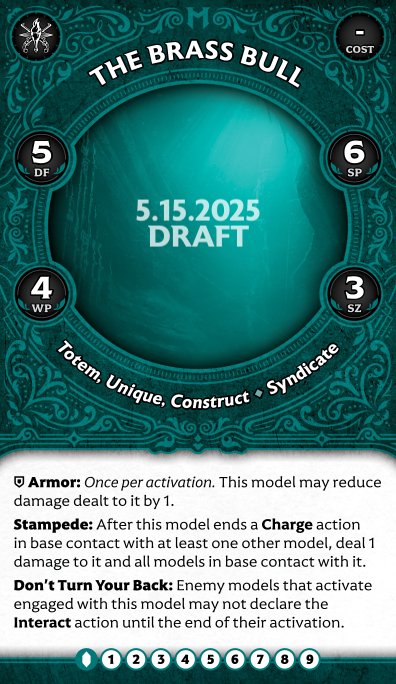 -
COST
THE BRASS BULL
5
DF
6
SP
5.15.2025
DRAFT
4
WP
3
SZ
Totem, Unique, Construct ◆ Syndicate
Armor: Once per activation. This model may reduce
damage dealt to it by 1.
Stampede: After this model ends a Charge action
in base contact with at least one other model, deal 1
damage to it and all models in base contact with it.
Don't Turn Your Back: Enemy models that activate
engaged with this model may not declare the
Interact action until the end of their activation.
1 2 3 4 5 6 7 8 9